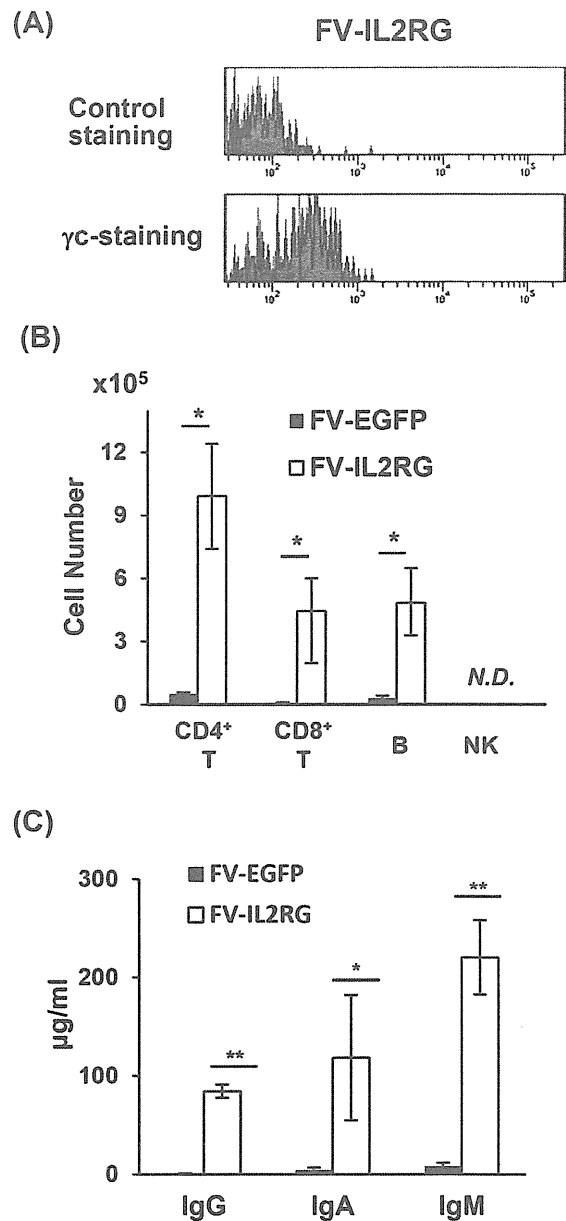 (A)
FV-IL2RG
Control
staining
10² 10³ 10⁴ 10⁵
γc-staining
10² 10³ 10⁴ 10⁵
(B)
x10⁵
* ■ FV-EGFP
□ FV-IL2RG
12
9
6
3
0
Cell Number
* *
N.D.
CD4⁺
T
CD8⁺
T
B
NK
(C)
300
200
100
0
µg/ml
■ FV-EGFP
□ FV-IL2RG
**
*
**
IgG IgA IgM